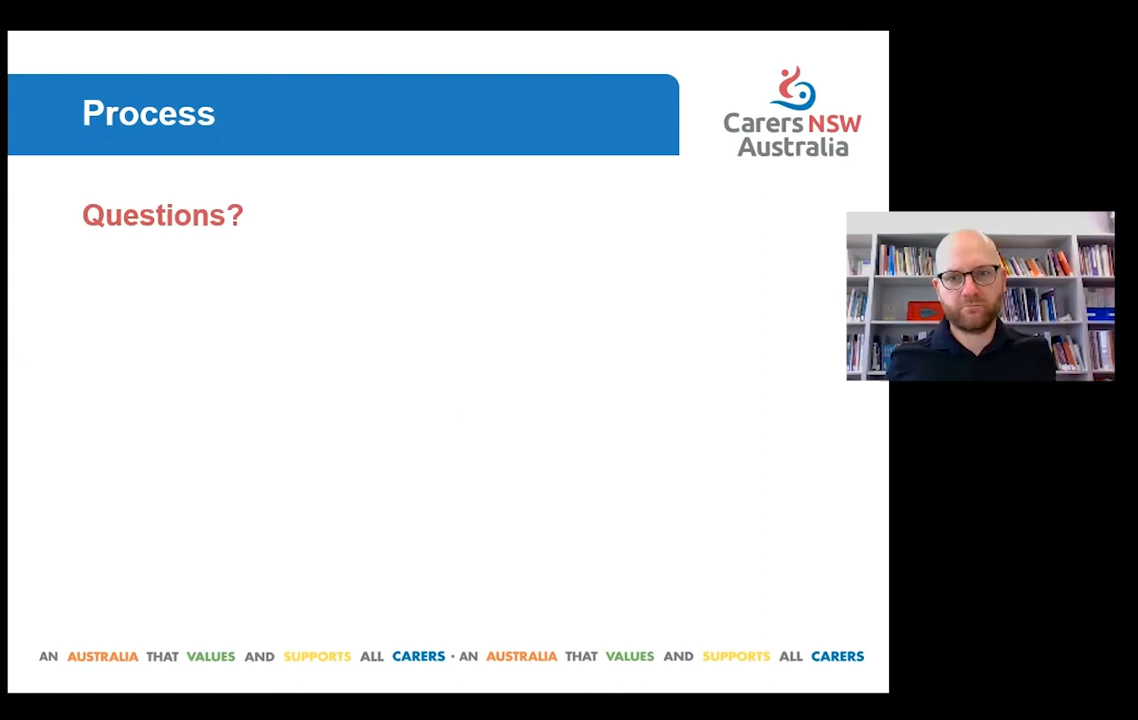 Process
Carers NSW
Australia
Questions?
AN AUSTRALIA THAT VALUES AND SUPPORTS ALL CARERS · AN AUSTRALIA THAT VALUES AND SUPPORTS ALL CARERS